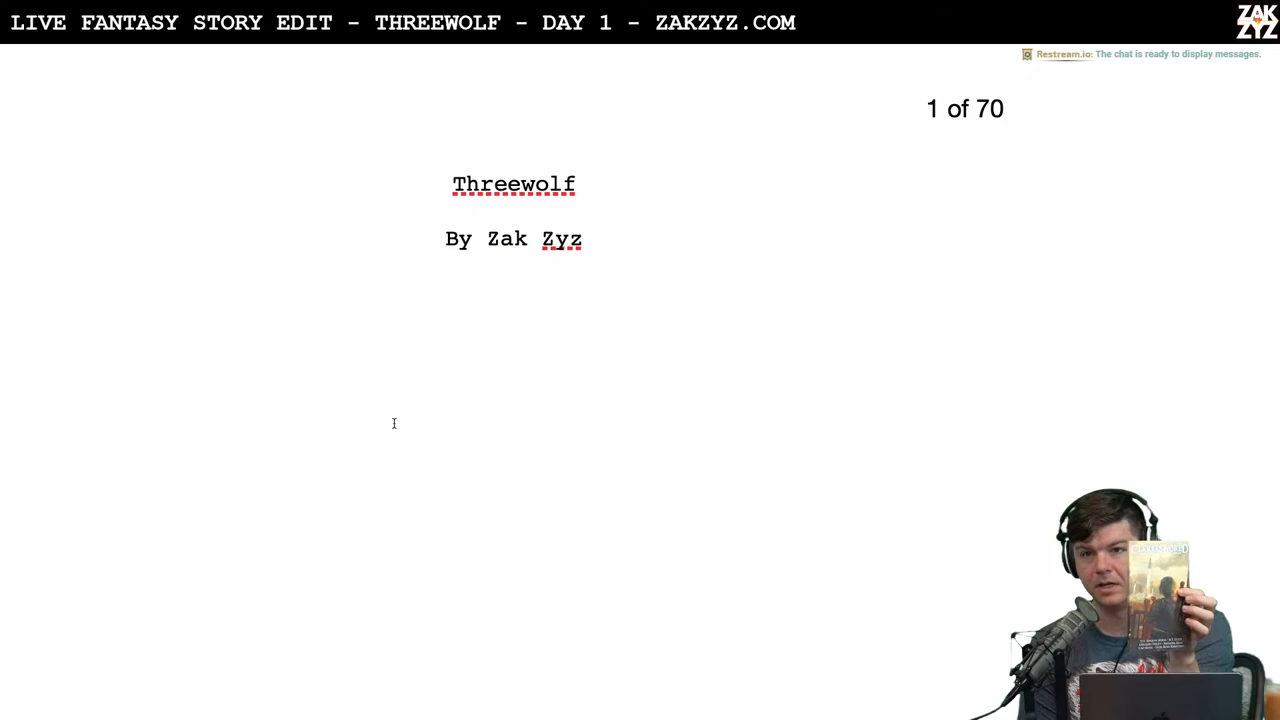 LIVE FANTASY STORY EDIT - THREEWOLF - DAY 1 - ZAKZYZ.COM
ZAK
ZYZ
Restream.io: The chat is ready to display messages.
1 of 70
Threewolf
By Zak Zyz